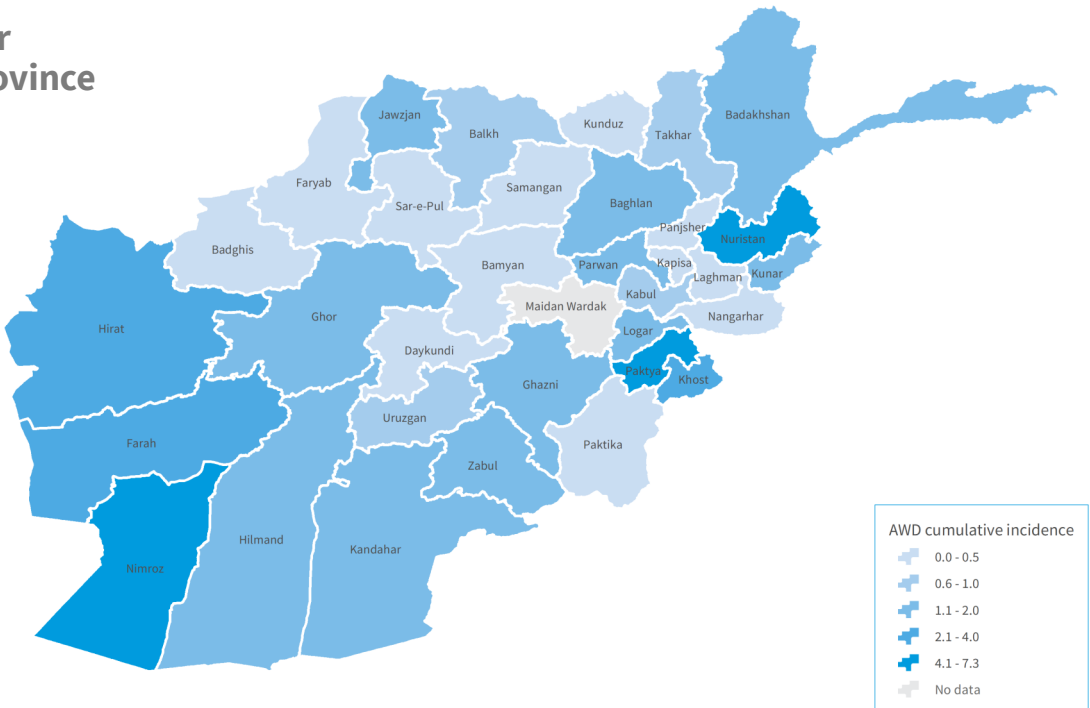 r
ovince
Jawzjan
Balkh
Kunduz
Takhar
Badakhshan
Faryab
Sar-e-Pul
Samangan
Baghlan
Panjsher
Nuristan
Badghis
Bamyan
Parwan
Kapisa
Laghman
Kunar
Kabul
Maidan Wardak
Nangarhar
Hirat
Ghor
Logar
Daykundi
Paktya
Khost
Ghazni
Uruzgan
Farah
Paktika
Zabul
Hilmand
Kandahar
Nimroz
AWD cumulative incidence
0.0 - 0.5
0.6 - 1.0
1.1 - 2.0
2.1 - 4.0
4.1 - 7.3
No data